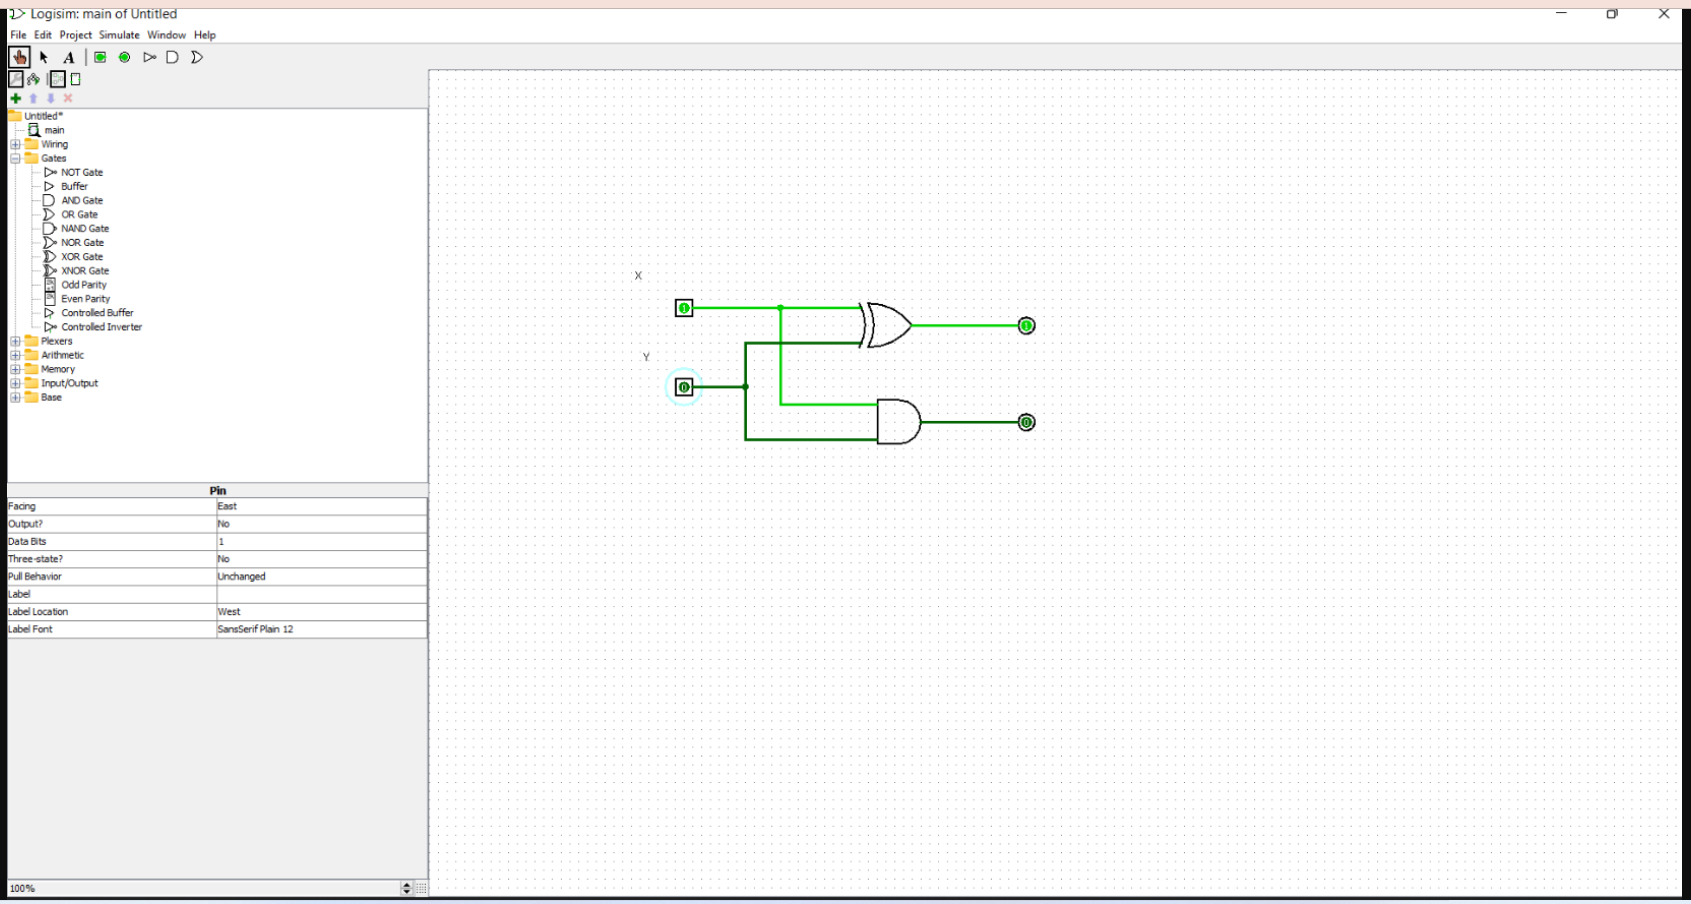 Logisim: main of Untitled
File Edit Project Simulate Window Help
A
Untitled*
main
Wiring
Gates
NOT Gate
Buffer
AND Gate
OR Gate
NAND Gate
NOR Gate
XOR Gate
XNOR Gate
Odd Parity
Even Parity
Controlled Buffer
Controlled Inverter
Plexers
Arithmetic
Memory
Input/Output
Base
Pin
Facing East
Output? No
Data Bits 1
Three-state? No
Pull Behavior Unchanged
Label
Label Location West
Label Font SansSerif Plain 12
100%
X
1
1
Y
0
0